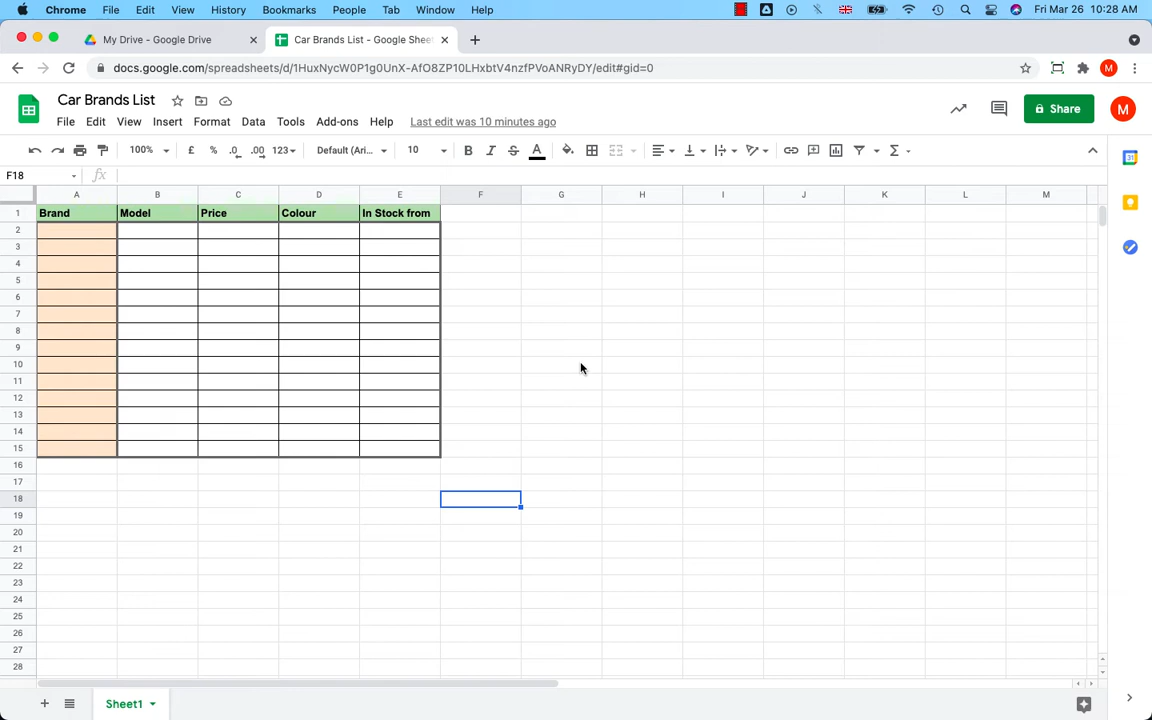 Chrome File Edit View History Bookmarks People Tab Window Help Fri Mar 26 10:28 AM
My Drive - Google Drive Car Brands List - Google Sheet
docs.google.com/spreadsheets/d/1HuxNycW0P1g0UnX-AfO8ZP10LHxbtV4nzfPVoANRyDY/edit#gid=0 M
Car Brands List Share M
File Edit View Insert Format Data Tools Add-ons Help Last edit was 10 minutes ago
100% £ % .0 .00 123 Default (Ari... 10 B I S A Σ
F18 fx
A B C D E F G H I J K L M
1 Brand Model Price Colour In Stock from
2
3
4
5
6
7
8
9
10
11
12
13
14
15
16
17
18
19
20
21
22
23
24
25
26
27
28
Sheet1